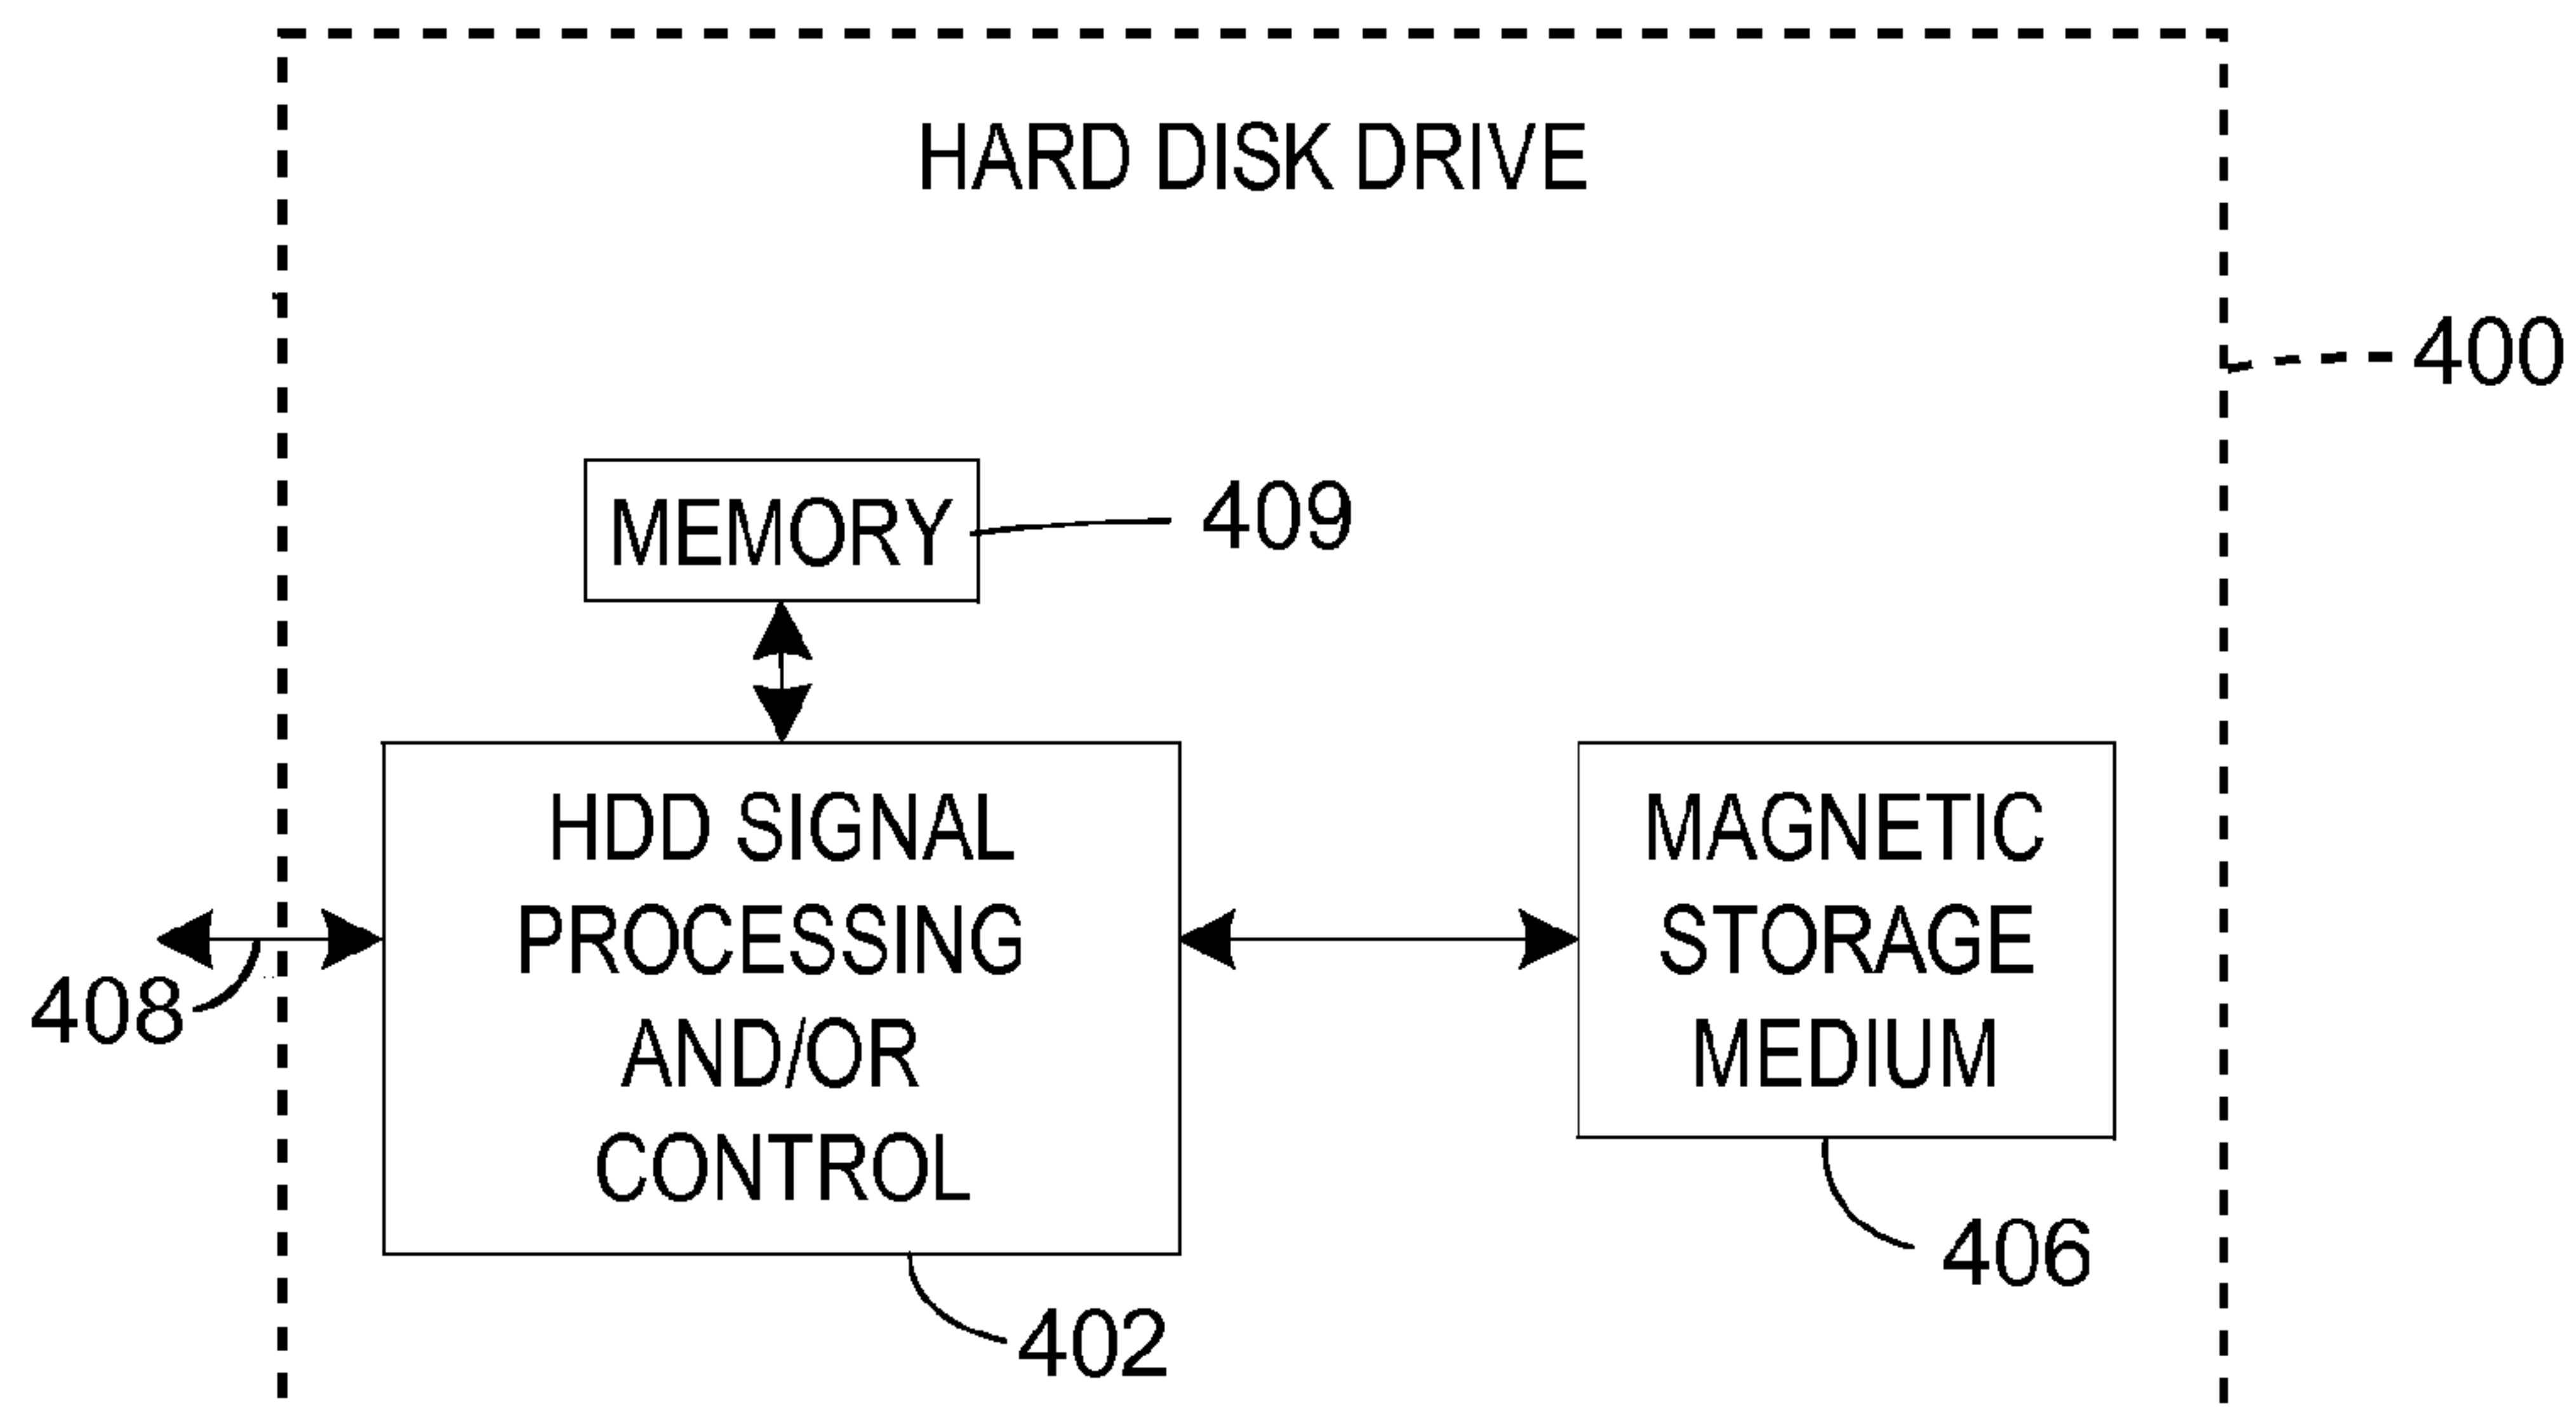 HARD DISK DRIVE
400
MEMORY
409
HDD SIGNAL
PROCESSING
AND/OR
CONTROL
MAGNETIC
STORAGE
MEDIUM
408
406
402